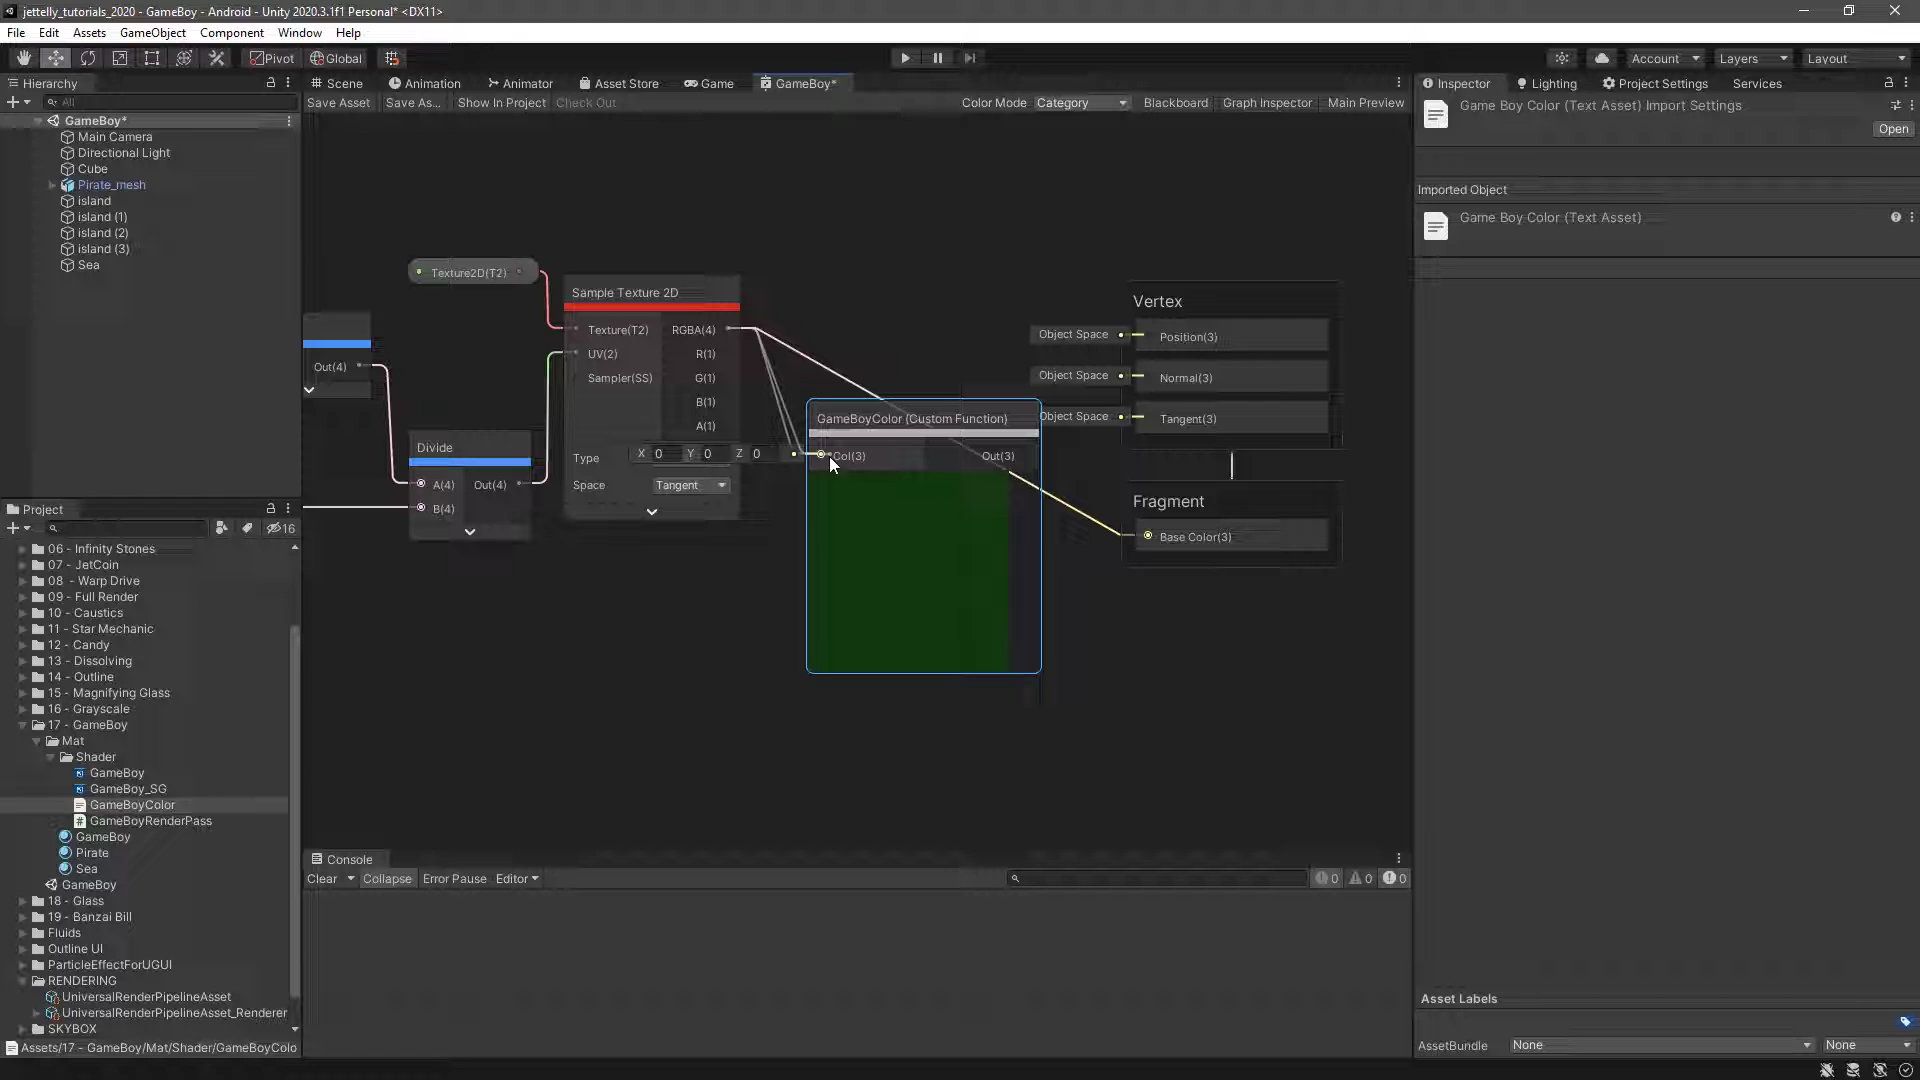 jettelly_tutorials_2020 - GameBoy - Android - Unity 2020.3.1f1 Personal* <DX11>
File Edit Assets GameObject Component Window Help
Pivot Global Account Layers Layout
Hierarchy
All
GameBoy*
Main Camera
Directional Light
Cube
Pirate_mesh
island
island (1)
island (2)
island (3)
Sea
Project
16
06 - Infinity Stones
07 - JetCoin
08 - Warp Drive
09 - Full Render
10 - Caustics
11 - Star Mechanic
12 - Candy
13 - Dissolving
14 - Outline
15 - Magnifying Glass
16 - Grayscale
17 - GameBoy
Mat
Shader
GameBoy
GameBoy_SG
GameBoyColor
GameBoyRenderPass
GameBoy
Pirate
Sea
GameBoy
18 - Glass
19 - Banzai Bill
Fluids
Outline UI
ParticleEffectForUGUI
RENDERING
UniversalRenderPipelineAsset
UniversalRenderPipelineAsset_Renderer
SKYBOX
Assets/17 - GameBoy/Mat/Shader/GameBoyColo
Scene Animation Animator Asset Store Game GameBoy*
Save Asset Save As... Show In Project Check Out Color Mode Category Blackboard Graph Inspector Main Preview
Out(4)
Divide
A(4) Out(4)
B(4)
Texture2D(T2)
Sample Texture 2D
Texture(T2) RGBA(4)
UV(2) R(1)
Sampler(SS) G(1)
B(1)
A(1)
Type
Space Tangent
X 0 Y 0 Z 0
GameBoyColor (Custom Function)
Col(3) Out(3)
Vertex
Object Space Position(3)
Object Space Normal(3)
Object Space Tangent(3)
Fragment
Base Color(3)
Console
Clear Collapse Error Pause Editor 0 0 0
Inspector Lighting Project Settings Services
Game Boy Color (Text Asset) Import Settings
Open
Imported Object
Game Boy Color (Text Asset)
Asset Labels
AssetBundle None None